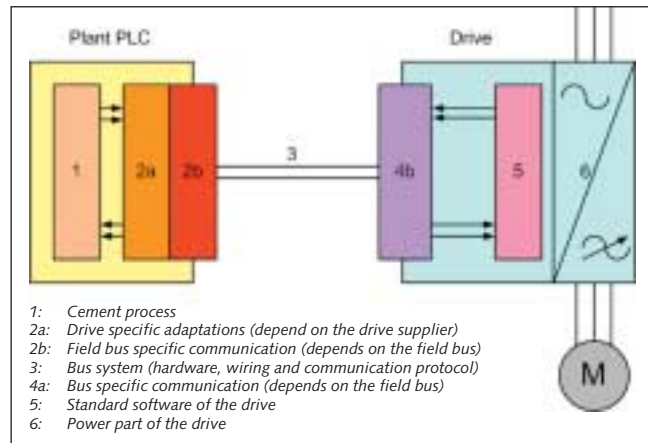 Plant PLC
Drive
1
2a
2b
3
4b
5
6
M
1: Cement process
2a: Drive specific adaptations (depend on the drive supplier)
2b: Field bus specific communication (depends on the field bus)
3: Bus system (hardware, wiring and communication protocol)
4a: Bus specific communication (depends on the field bus)
5: Standard software of the drive
6: Power part of the drive